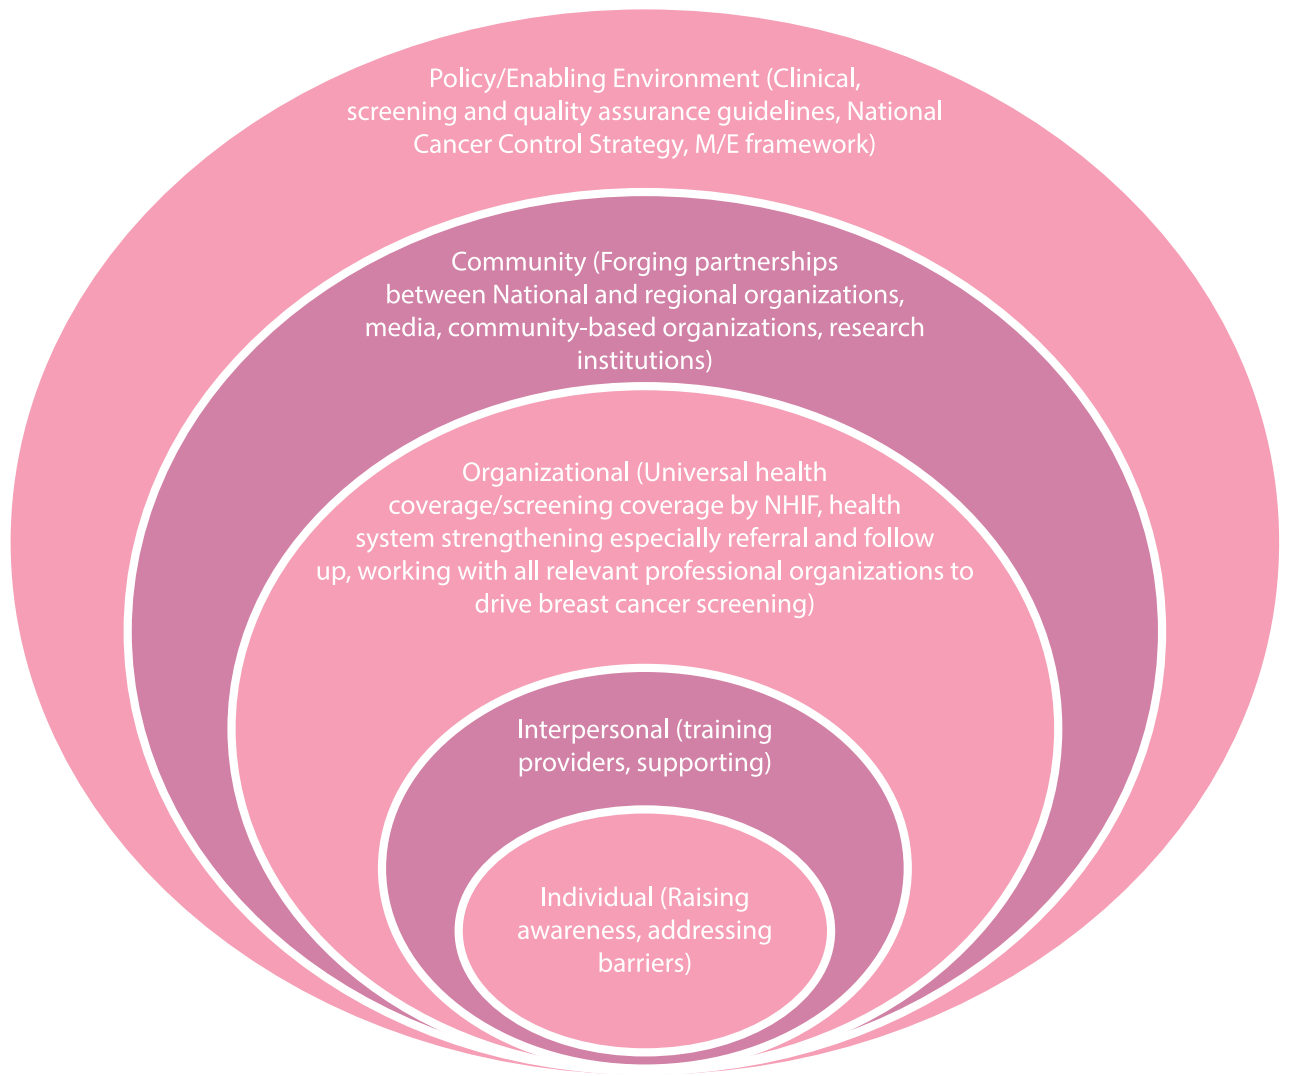 Policy/Enabling Environment (Clinical,
screening and quality assurance guidelines, National
Cancer Control Strategy, M/E framework)
Community (Forging partnerships
between National and regional organizations,
media, community-based organizations, research
institutions)
Organizational (Universal health
coverage/screening coverage by NHIF, health
system strengthening especially referral and follow
up, working with all relevant professional organizations to
drive breast cancer screening)
Interpersonal (training
providers, supporting)
Individual (Raising
awareness, addressing
barriers)